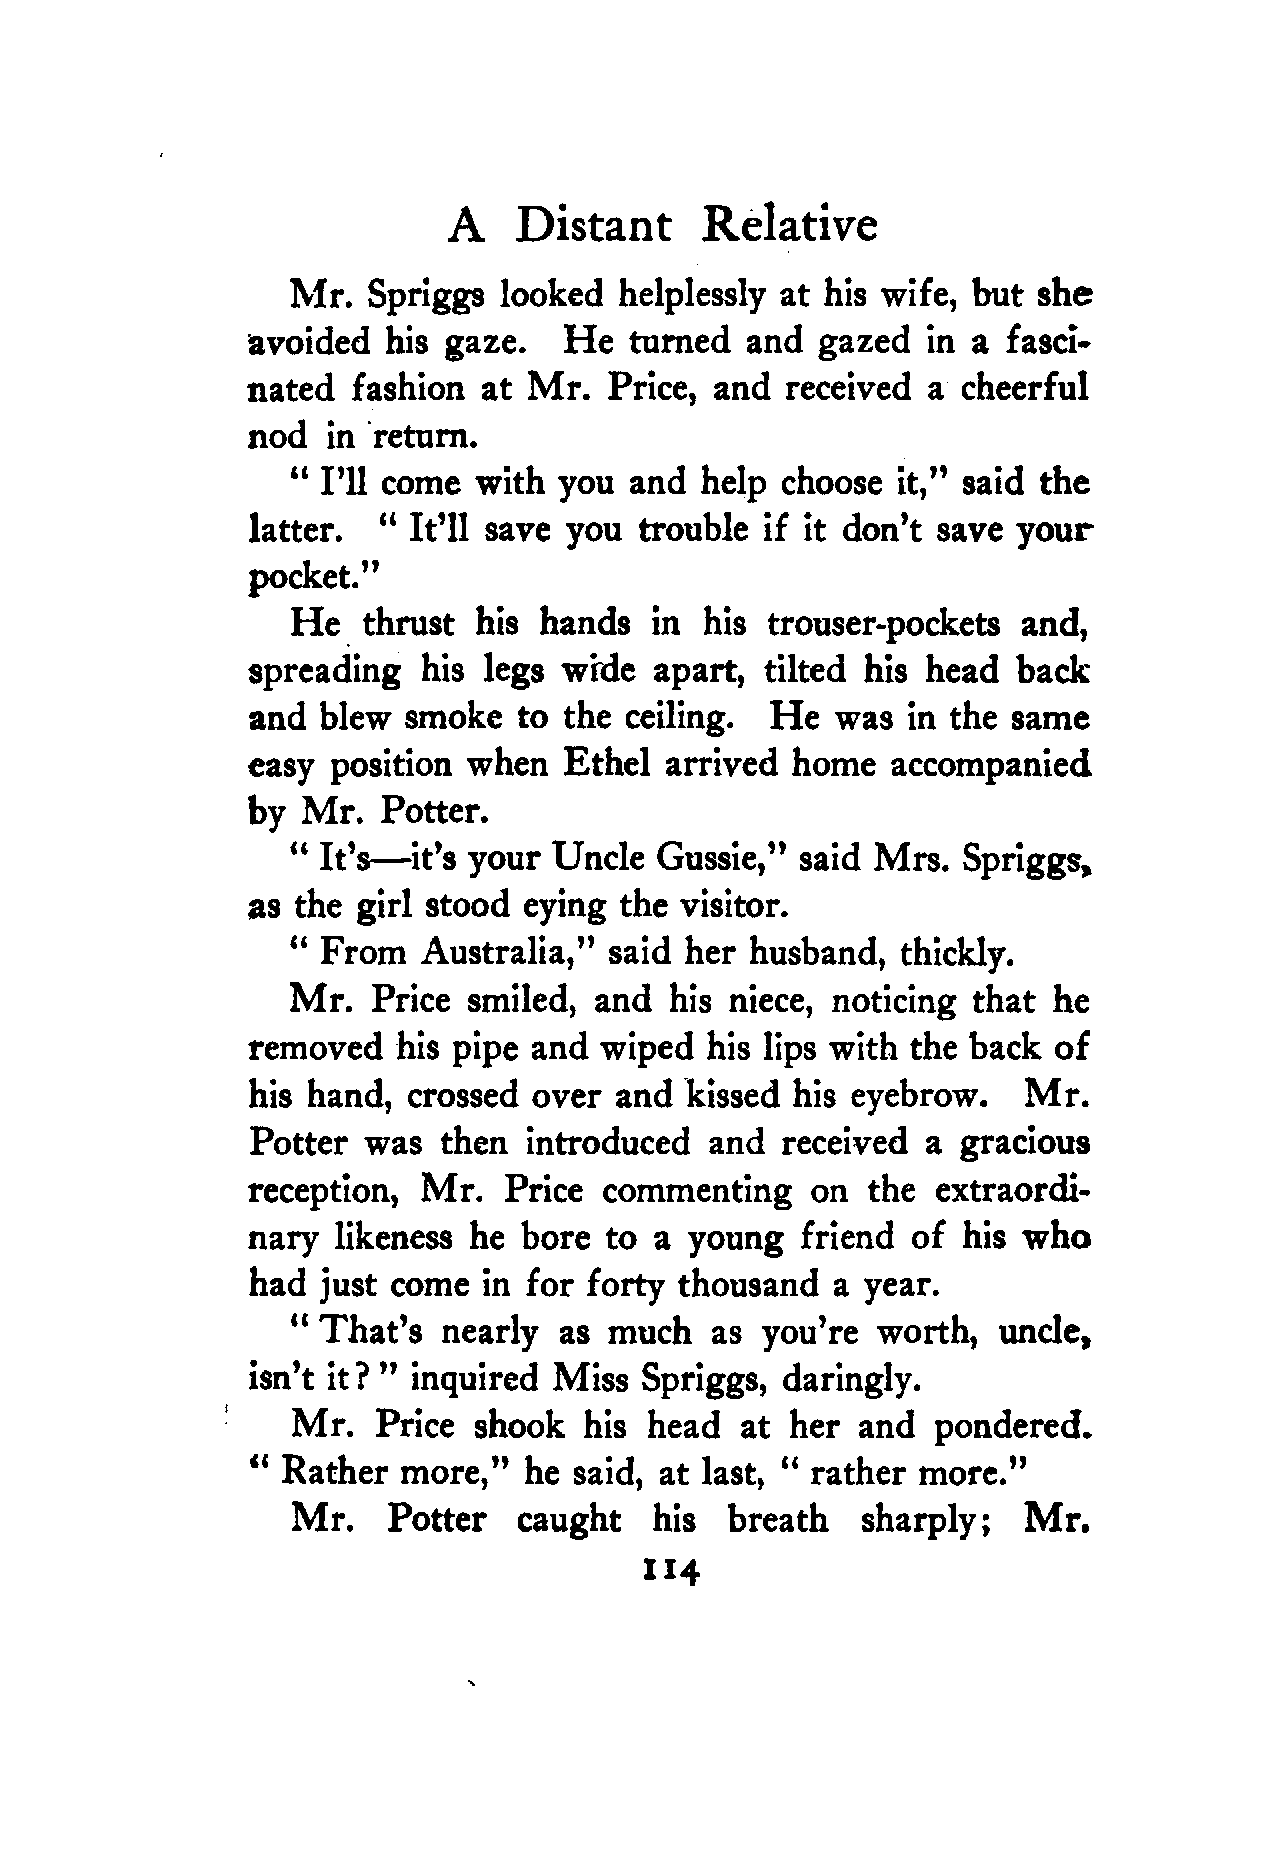 A Distant Relative
Mr. Spriggs looked helplessly at his wife, but she
avoided his gaze. He turned and gazed in a fasci-
nated fashion at Mr. Price, and received a cheerful
nod in return.
" I'll come with you and help choose it," said the
latter. " It'll save you trouble if it don't save your
pocket."
He thrust his hands in his trouser-pockets and,
spreading his legs wide apart, tilted his head back
and blew smoke to the ceiling. He was in the same
easy position when Ethel arrived home accompanied
by Mr. Potter.
" It's—it's your Uncle Gussie," said Mrs. Spriggs,
as the girl stood eying the visitor.
" From Australia," said her husband, thickly.
Mr. Price smiled, and his niece, noticing that he
removed his pipe and wiped his lips with the back of
his hand, crossed over and kissed his eyebrow. Mr.
Potter was then introduced and received a gracious
reception, Mr. Price commenting on the extraordi-
nary likeness he bore to a young friend of his who
had just come in for forty thousand a year.
" That's nearly as much as you're worth, uncle,
isn't it? " inquired Miss Spriggs, daringly.
Mr. Price shook his head at her and pondered.
" Rather more," he said, at last, " rather more."
Mr. Potter caught his breath sharply; Mr.
114